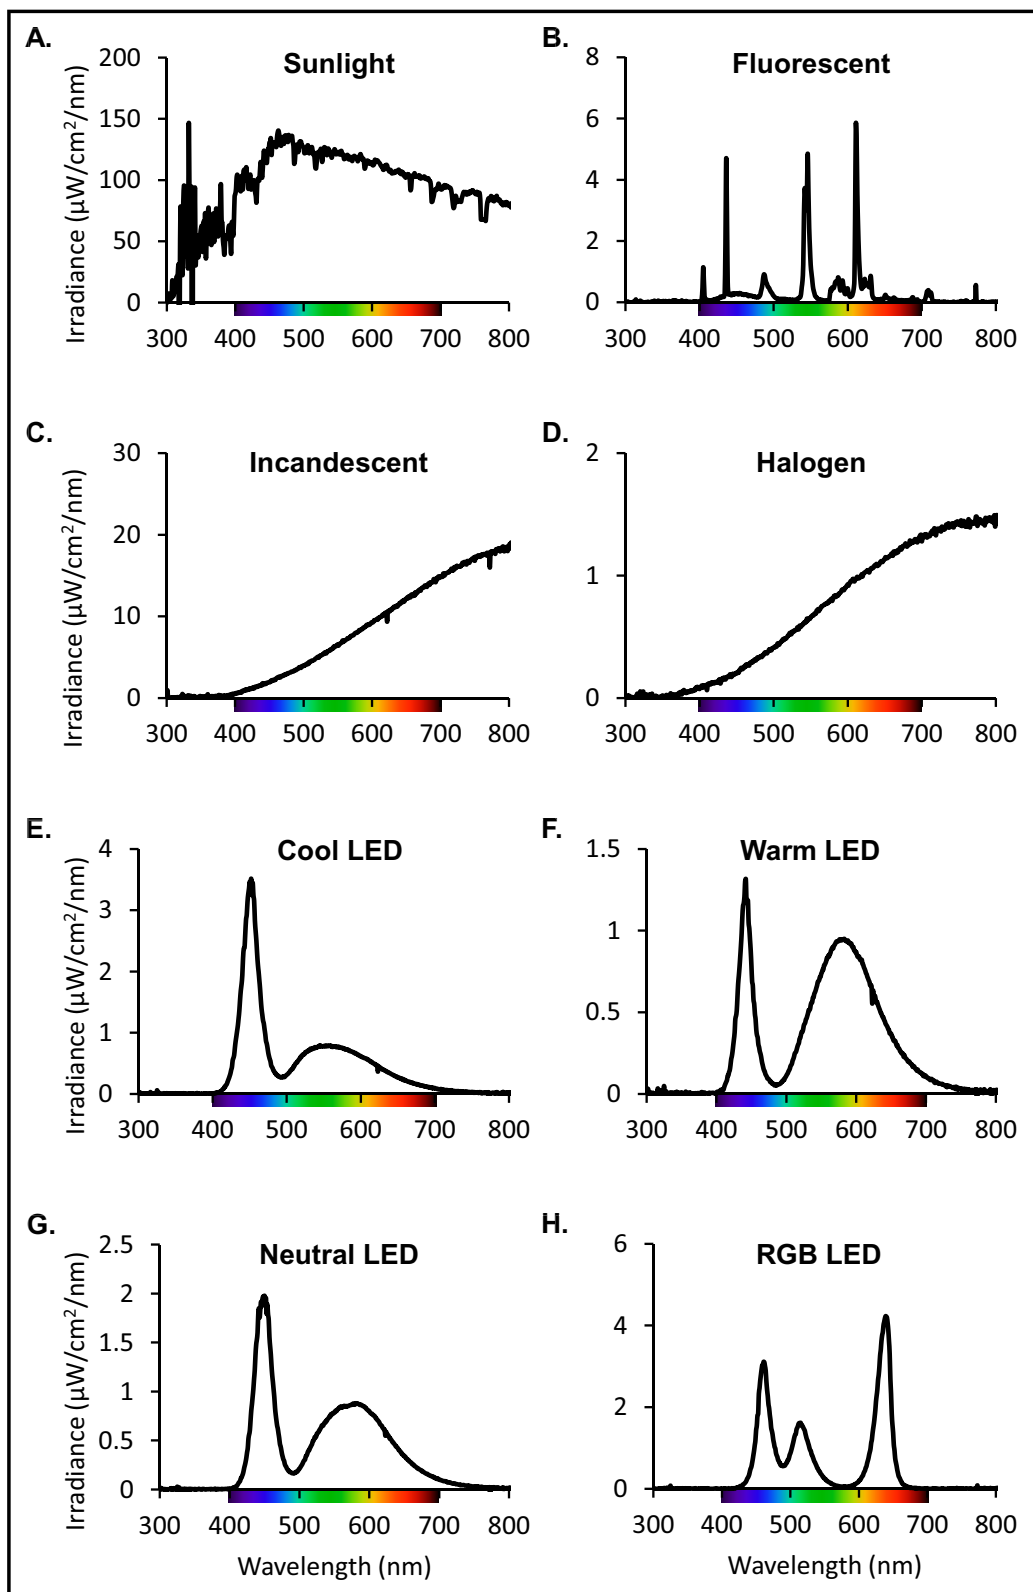 A.
Sunlight
Irradiance (µW/cm²/nm)
200
150
100
50
0
300 400 500 600 700 800
B.
Fluorescent
8
6
4
2
0
300 400 500 600 700 800
C.
Incandescent
Irradiance (µW/cm²/nm)
30
20
10
0
300 400 500 600 700 800
D.
Halogen
2
1
0
300 400 500 600 700 800
E.
Cool LED
Irradiance (µW/cm²/nm)
4
3
2
1
0
300 400 500 600 700 800
F.
Warm LED
1.5
1
0.5
0
300 400 500 600 700 800
G.
Neutral LED
Irradiance (µW/cm²/nm)
2.5
2
1.5
1
0.5
0
300 400 500 600 700 800
Wavelength (nm)
H.
RGB LED
6
4
2
0
300 400 500 600 700 800
Wavelength (nm)